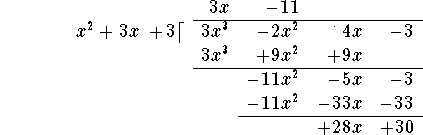 3x -11
x² + 3x + 3 ⌈ 3x³ -2x² 4x -3
3x³ +9x² +9x
-11x² -5x -3
-11x² -33x -33
+28x +30